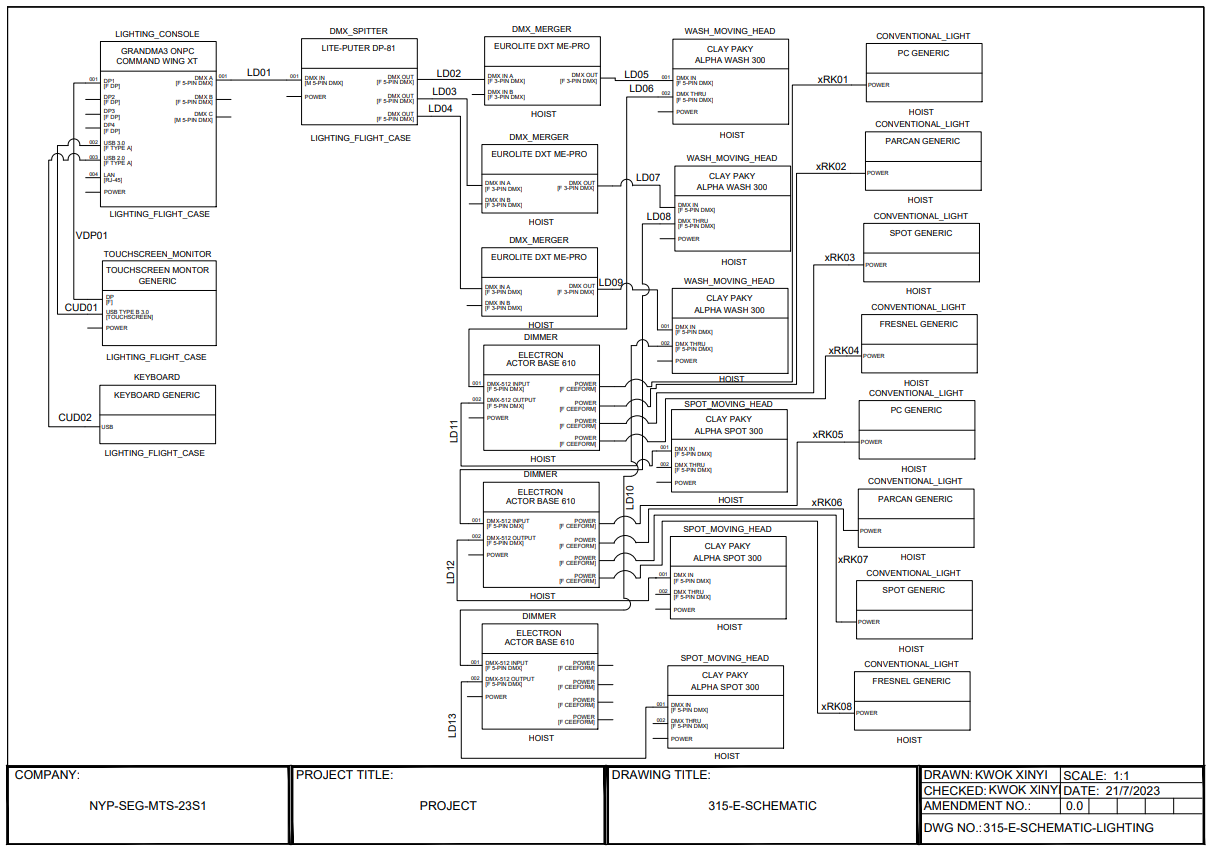 LIGHTING_CONSOLE
GRANDMA3 ONPC
COMMAND WING XT
001
DP1
[F DP]
DP2
[F DP]
DP3
[F DP]
DP4
[F DP]
002
USB 3.0
[F TYPE A]
003
USB 2.0
[F TYPE A]
004
LAN
[RJ-45]
POWER
DMX A
[F 5-PIN DMX]
001
DMX B
[F 5-PIN DMX]
DMX C
[M 5-PIN DMX]
LIGHTING_FLIGHT_CASE
VDP01
TOUCHSCREEN_MONITOR
TOUCHSCREEN MONTOR
GENERIC
DP
[F]
USB TYPE B 3.0
[TOUCHSCREEN]
POWER
LIGHTING_FLIGHT_CASE
CUD01
KEYBOARD
KEYBOARD GENERIC
USB
LIGHTING_FLIGHT_CASE
CUD02
LD01
DMX_SPITTER
LITE-PUTER DP-81
001
DMX IN
[M 5-PIN DMX]
POWER
DMX OUT
[F 5-PIN DMX]
DMX OUT
[F 5-PIN DMX]
DMX OUT
[F 5-PIN DMX]
LIGHTING_FLIGHT_CASE
LD02
LD03
LD04
DMX_MERGER
EUROLITE DXT ME-PRO
DMX IN A
[F 3-PIN DMX]
DMX IN B
[F 3-PIN DMX]
DMX OUT
[F 3-PIN DMX]
HOIST
DMX_MERGER
EUROLITE DXT ME-PRO
DMX IN A
[F 3-PIN DMX]
DMX IN B
[F 3-PIN DMX]
DMX OUT
[F 3-PIN DMX]
HOIST
DMX_MERGER
EUROLITE DXT ME-PRO
DMX IN A
[F 3-PIN DMX]
DMX IN B
[F 3-PIN DMX]
DMX OUT
[F 3-PIN DMX]
HOIST
DIMMER
ELECTRON
ACTOR BASE 610
001
DMX-512 INPUT
[F 5-PIN DMX]
002
DMX-512 OUTPUT
[F 5-PIN DMX]
POWER
POWER
[F CEEFORM]
POWER
[F CEEFORM]
POWER
[F CEEFORM]
POWER
[F CEEFORM]
HOIST
LD11
DIMMER
ELECTRON
ACTOR BASE 610
001
DMX-512 INPUT
[F 5-PIN DMX]
002
DMX-512 OUTPUT
[F 5-PIN DMX]
POWER
POWER
[F CEEFORM]
POWER
[F CEEFORM]
POWER
[F CEEFORM]
POWER
[F CEEFORM]
HOIST
LD12
DIMMER
ELECTRON
ACTOR BASE 610
001
DMX-512 INPUT
[F 5-PIN DMX]
002
DMX-512 OUTPUT
[F 5-PIN DMX]
POWER
POWER
[F CEEFORM]
POWER
[F CEEFORM]
POWER
[F CEEFORM]
POWER
[F CEEFORM]
HOIST
LD13
LD05
LD06
LD07
LD08
LD09
LD10
WASH_MOVING_HEAD
CLAY PAKY
ALPHA WASH 300
001
DMX IN
[F 5-PIN DMX]
002
DMX THRU
[F 5-PIN DMX]
POWER
HOIST
WASH_MOVING_HEAD
CLAY PAKY
ALPHA WASH 300
001
DMX IN
[F 5-PIN DMX]
002
DMX THRU
[F 5-PIN DMX]
POWER
HOIST
WASH_MOVING_HEAD
CLAY PAKY
ALPHA WASH 300
001
DMX IN
[F 5-PIN DMX]
002
DMX THRU
[F 5-PIN DMX]
POWER
HOIST
SPOT_MOVING_HEAD
CLAY PAKY
ALPHA SPOT 300
001
DMX IN
[F 5-PIN DMX]
002
DMX THRU
[F 5-PIN DMX]
POWER
HOIST
SPOT_MOVING_HEAD
CLAY PAKY
ALPHA SPOT 300
001
DMX IN
[F 5-PIN DMX]
002
DMX THRU
[F 5-PIN DMX]
POWER
HOIST
SPOT_MOVING_HEAD
CLAY PAKY
ALPHA SPOT 300
001
DMX IN
[F 5-PIN DMX]
002
DMX THRU
[F 5-PIN DMX]
POWER
HOIST
xRK01
CONVENTIONAL_LIGHT
PC GENERIC
POWER
HOIST
xRK02
CONVENTIONAL_LIGHT
PARCAN GENERIC
POWER
HOIST
xRK03
CONVENTIONAL_LIGHT
SPOT GENERIC
POWER
HOIST
xRK04
CONVENTIONAL_LIGHT
FRESNEL GENERIC
POWER
HOIST
xRK05
CONVENTIONAL_LIGHT
PC GENERIC
POWER
HOIST
xRK06
CONVENTIONAL_LIGHT
PARCAN GENERIC
POWER
HOIST
xRK07
CONVENTIONAL_LIGHT
SPOT GENERIC
POWER
HOIST
xRK08
CONVENTIONAL_LIGHT
FRESNEL GENERIC
POWER
HOIST
COMPANY:
NYP-SEG-MTS-23S1
PROJECT TITLE:
PROJECT
DRAWING TITLE:
315-E-SCHEMATIC
DRAWN: KWOK XINYI
SCALE: 1:1
CHECKED: KWOK XINYI
DATE: 21/7/2023
AMENDMENT NO.: 0.0
DWG NO.: 315-E-SCHEMATIC-LIGHTING